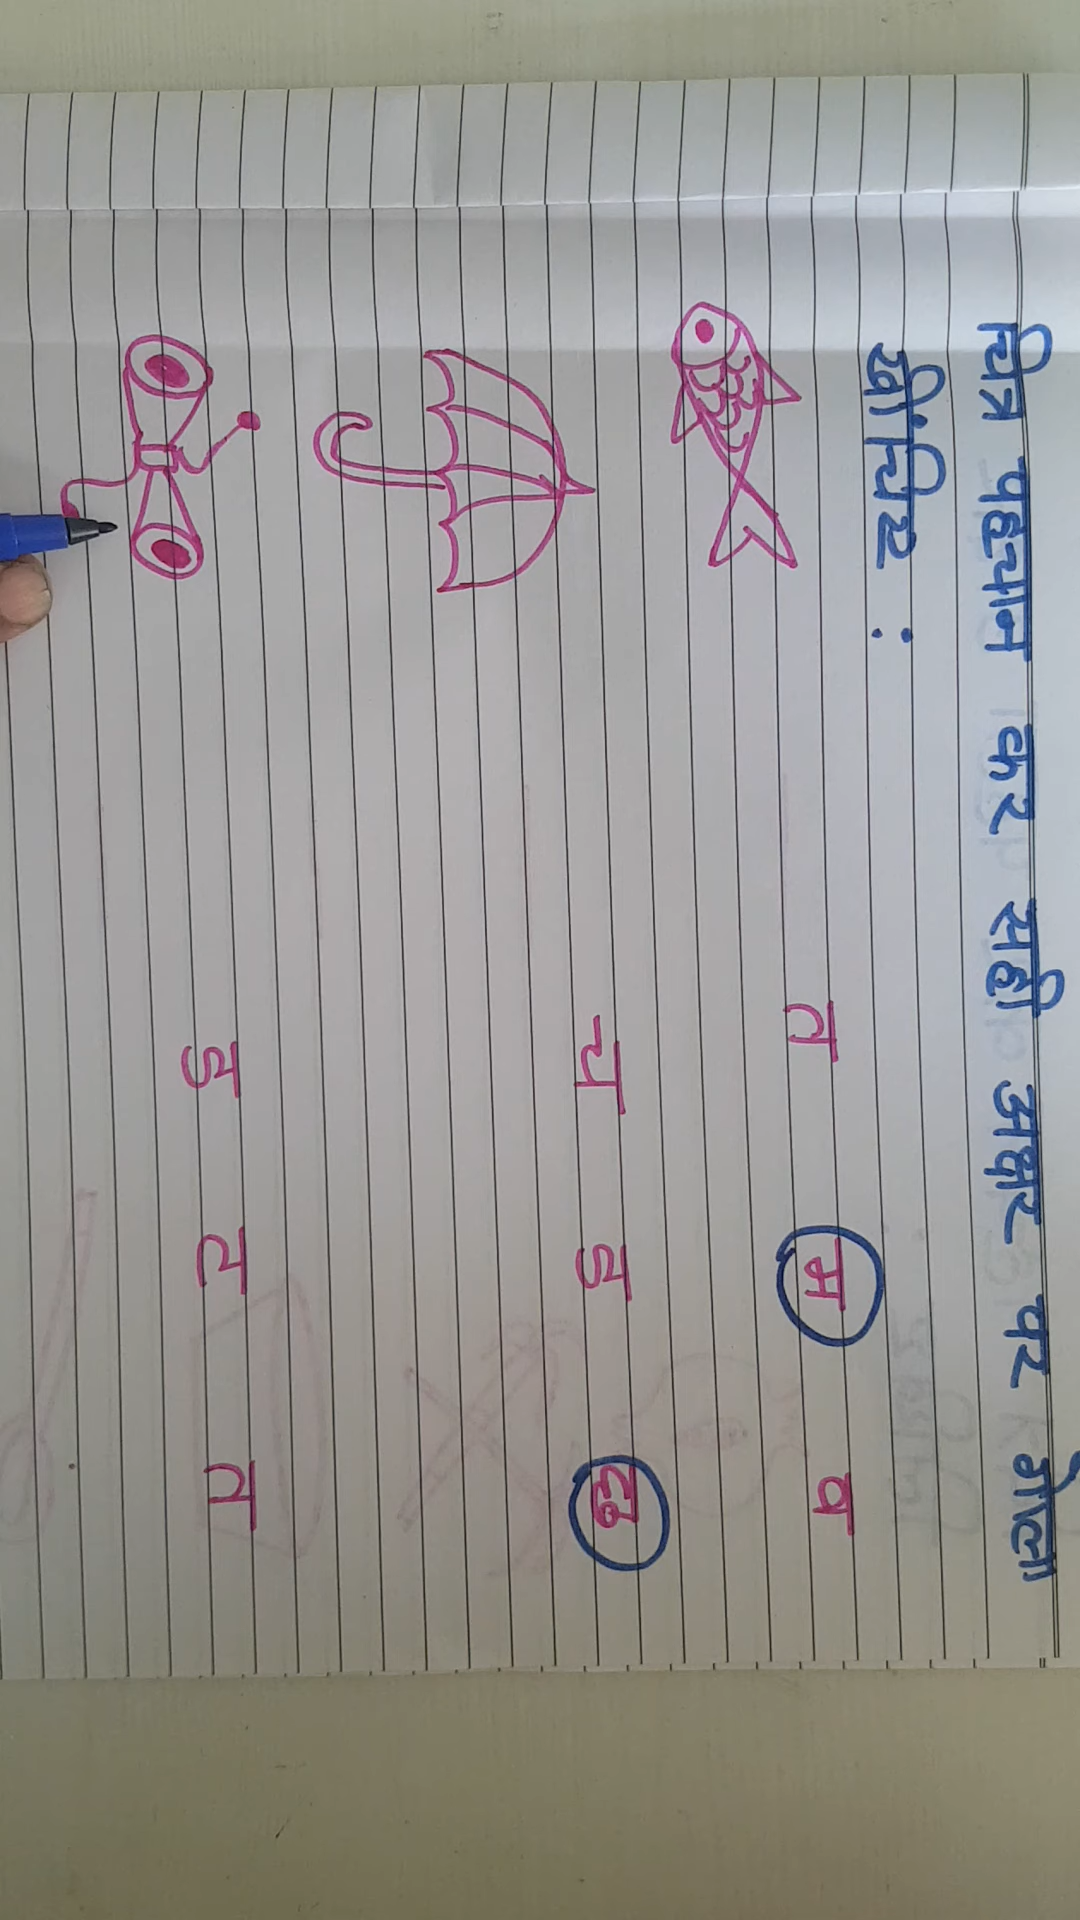 चित्र पहचान कर सही अक्षर पर गोला
खींचिए :
त म व
च ड छ
ड ट त